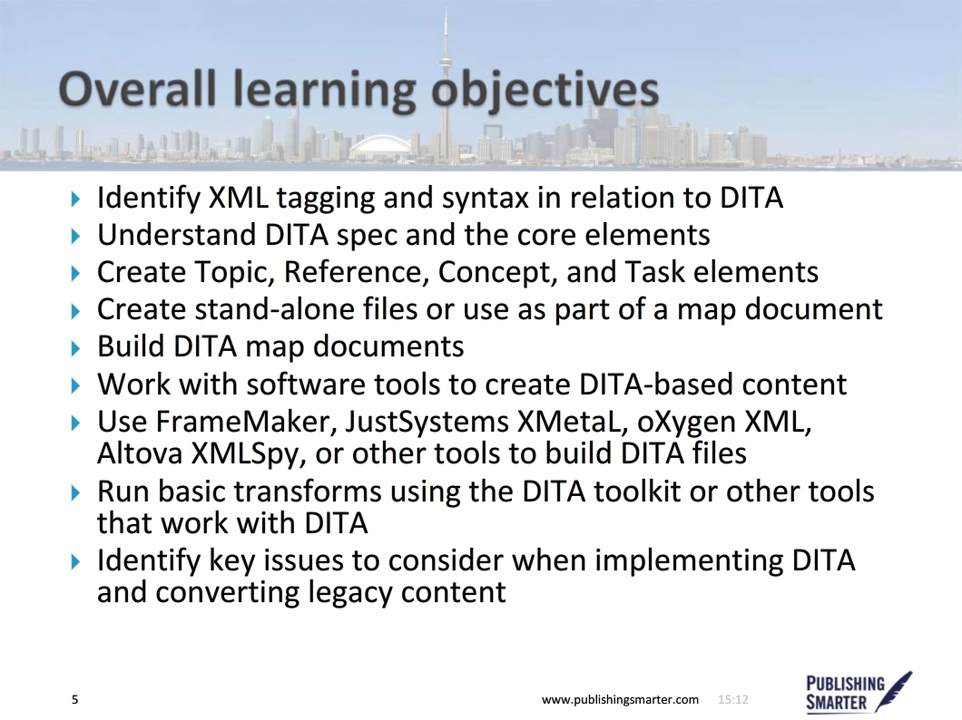 Overall learning objectives
Identify XML tagging and syntax in relation to DITA
Understand DITA spec and the core elements
Create Topic, Reference, Concept, and Task elements
Create stand-alone files or use as part of a map document
Build DITA map documents
Work with software tools to create DITA-based content
Use FrameMaker, JustSystems XMetaL, oXygen XML,
Altova XMLSpy, or other tools to build DITA files
Run basic transforms using the DITA toolkit or other tools
that work with DITA
Identify key issues to consider when implementing DITA
and converting legacy content
5
www.publishingsmarter.com
15:12
PUBLISHING
SMARTER